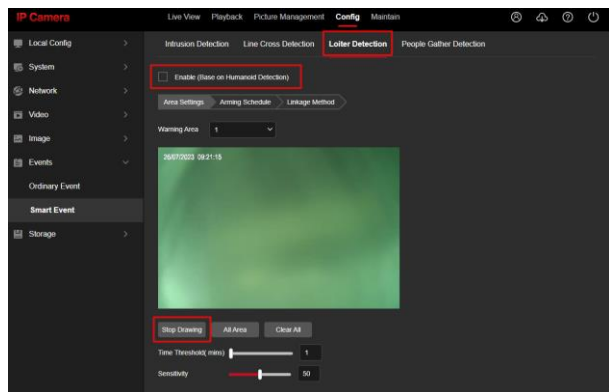 IP Camera Live View Playback Picture Management Config Maintain
Local Config Intrusion Detection Line Cross Detection Loiter Detection People Gather Detection
System
Enable (Base on Humanoid Detection)
Network
Area Settings Arming Schedule Linkage Method
Video
Warning Area 1
Image
26/07/2023 09:21:18
Events
Ordinary Event
Smart Event
Storage
Stop Drawing All Area Clear All
Time Threshold( mins) 1
Sensitivity 50